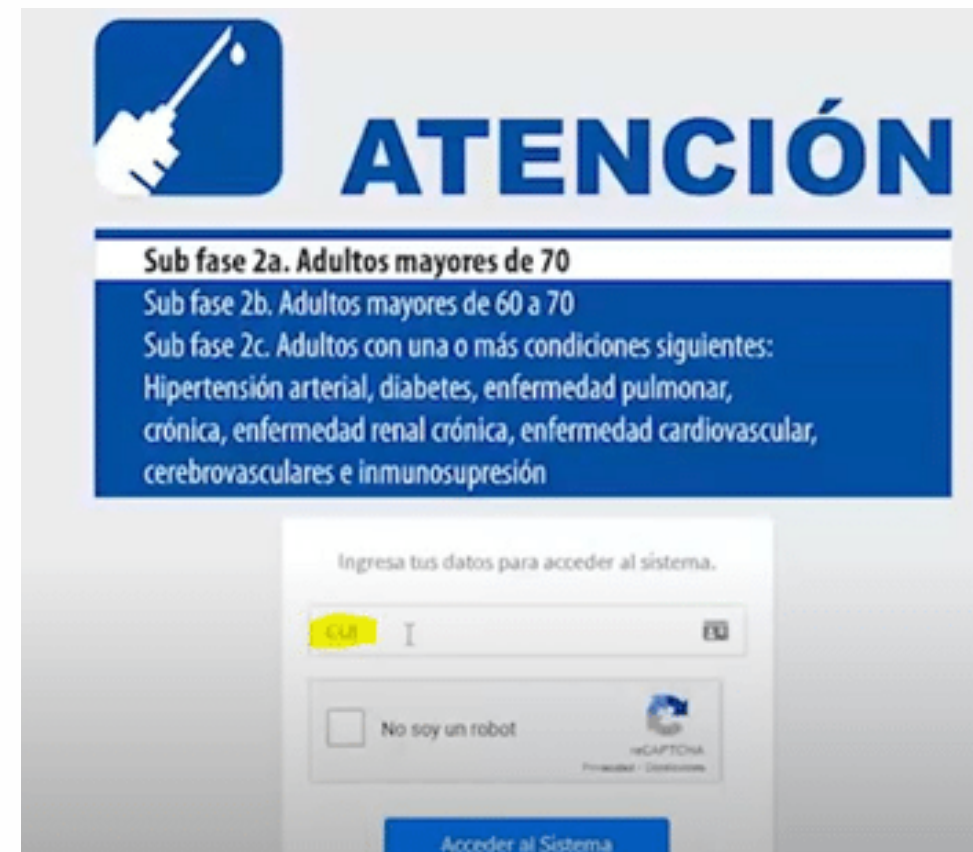 ATENCIÓN
Sub fase 2a. Adultos mayores de 70
Sub fase 2b. Adultos mayores de 60 a 70
Sub fase 2c. Adultos con una o más condiciones siguientes:
Hipertensión arterial, diabetes, enfermedad pulmonar,
crónica, enfermedad renal crónica, enfermedad cardiovascular,
cerebrovasculares e inmunosupresión
Ingresa tus datos para acceder al sistema.
CUI
No soy un robot
reCAPTCHA
Privacidad - Condiciones
Acceder al Sistema